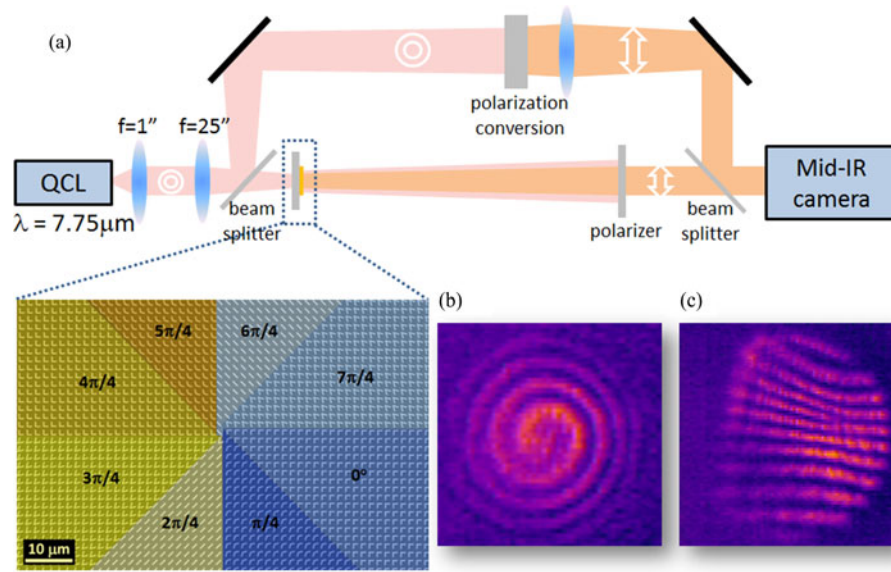 (a)
polarization
conversion
f=1"
f=25"
QCL
λ = 7.75μm
beam
splitter
polarizer
beam
splitter
Mid-IR
camera
5π/4
6π/4
4π/4
7π/4
3π/4
0°
2π/4
π/4
10 μm
(b)
(c)